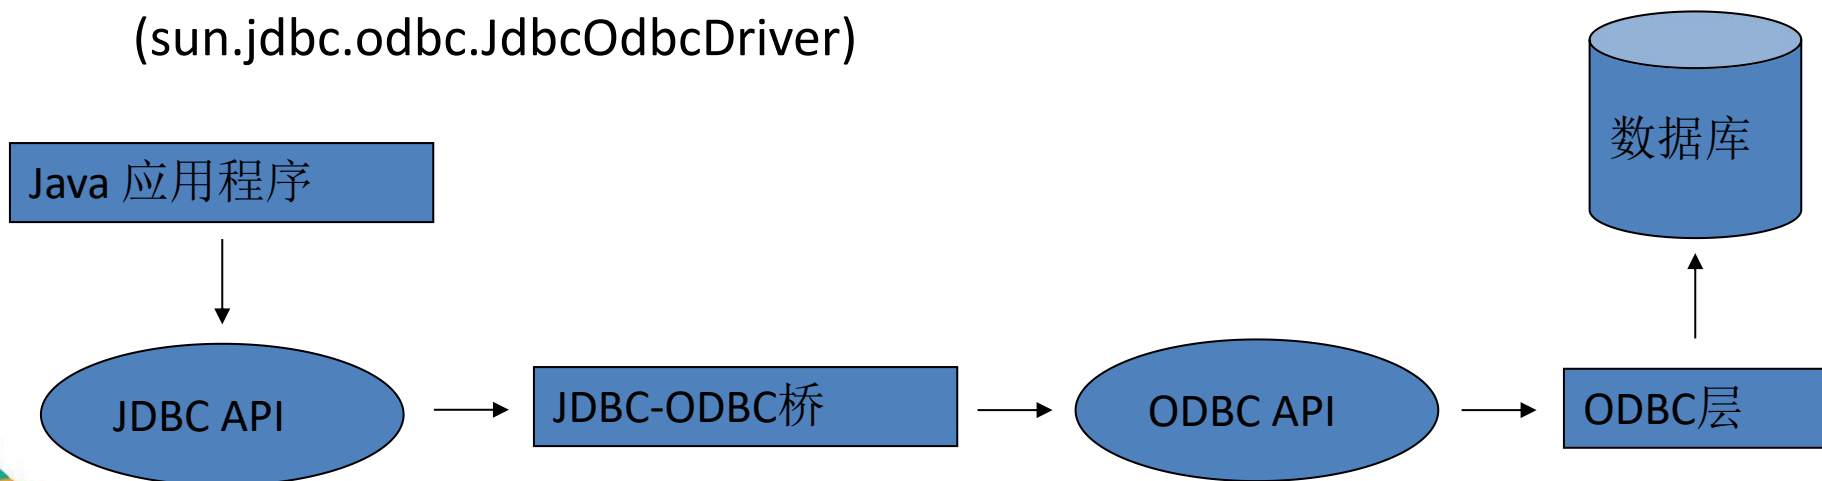 (sun.jdbc.odbc.JdbcOdbcDriver)
数据库
Java 应用程序
JDBC API
JDBC-ODBC桥
ODBC API
ODBC层